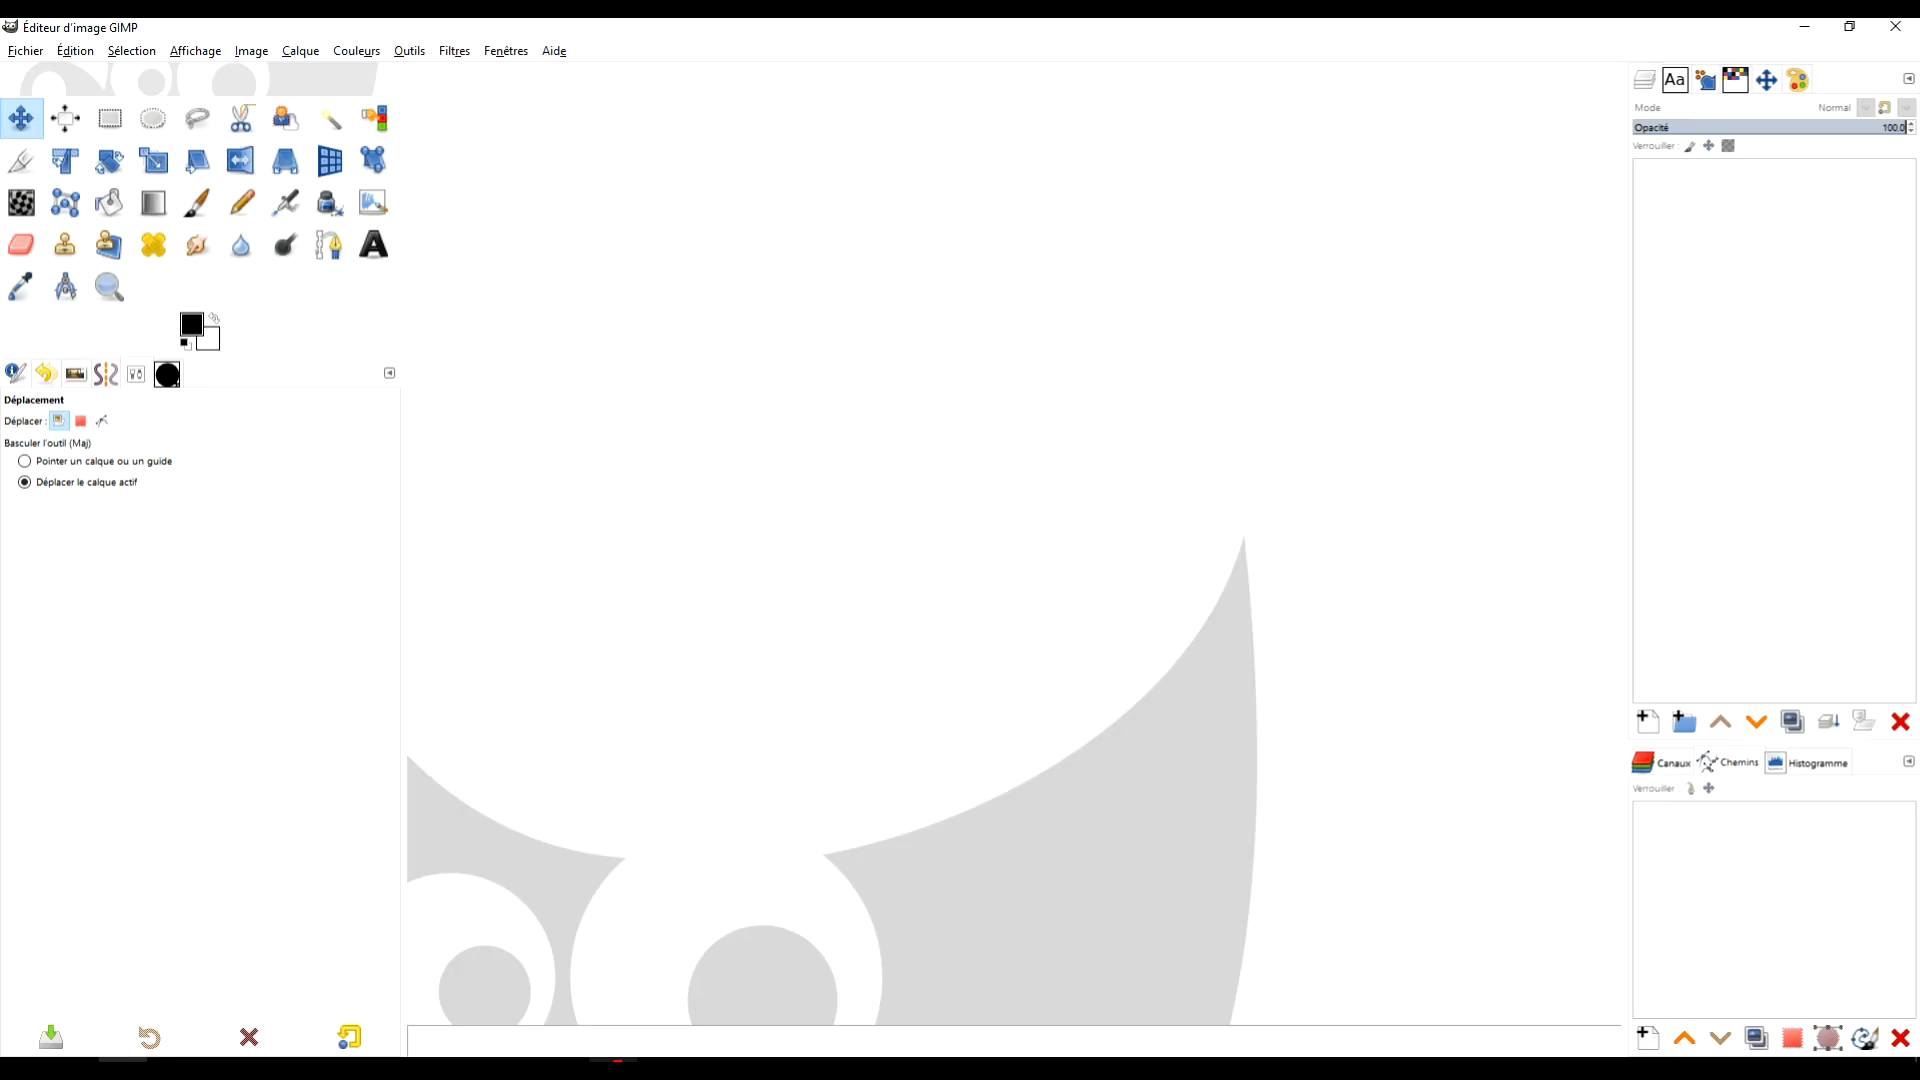 Éditeur d'image GIMP
Fichier Édition Sélection Affichage Image Calque Couleurs Outils Filtres Fenêtres Aide
Aa
Mode Normal
Opacité 100,0
Verrouiller :
Déplacement
Déplacer :
Basculer l'outil (Maj)
Pointer un calque ou un guide
Déplacer le calque actif
Canaux Chemins Histogramme
Verrouiller